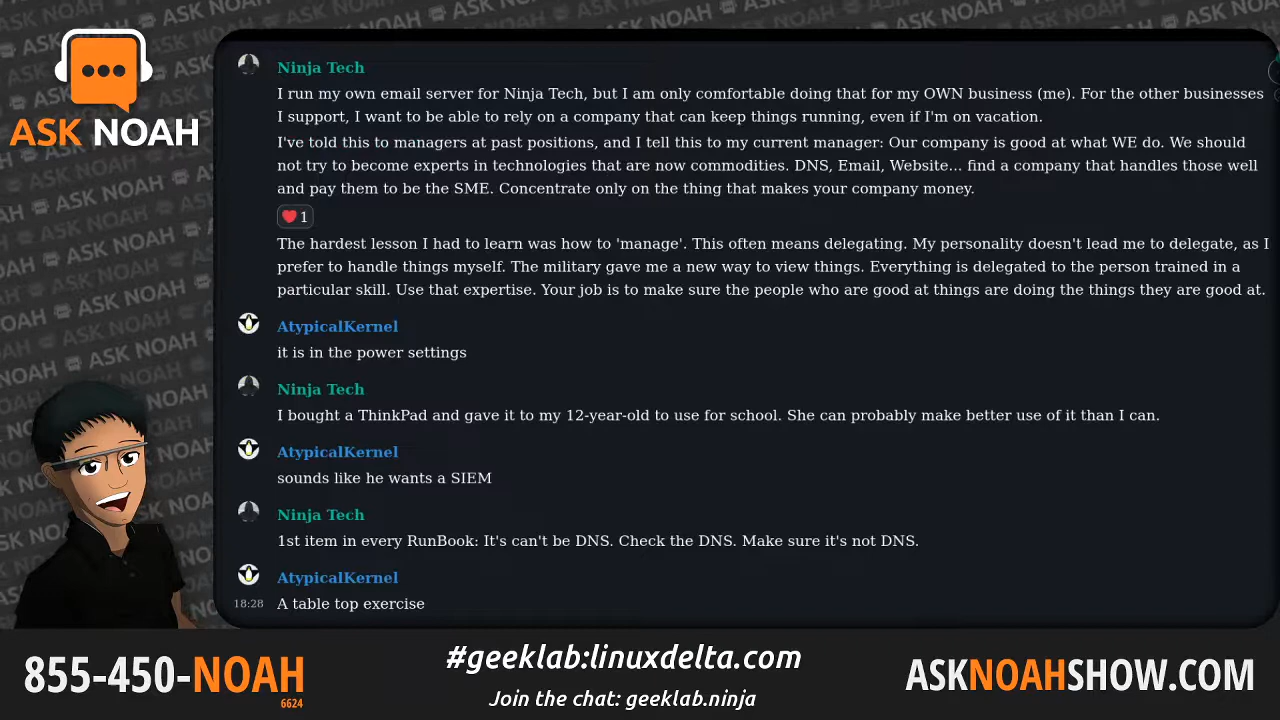 ASK NOAH
Ninja Tech
I run my own email server for Ninja Tech, but I am only comfortable doing that for my OWN business (me). For the other businesses
I support, I want to be able to rely on a company that can keep things running, even if I'm on vacation.
I've told this to managers at past positions, and I tell this to my current manager: Our company is good at what WE do. We should
not try to become experts in technologies that are now commodities. DNS, Email, Website... find a company that handles those well
and pay them to be the SME. Concentrate only on the thing that makes your company money.
❤️ 1
The hardest lesson I had to learn was how to 'manage'. This often means delegating. My personality doesn't lead me to delegate, as I
prefer to handle things myself. The military gave me a new way to view things. Everything is delegated to the person trained in a
particular skill. Use that expertise. Your job is to make sure the people who are good at things are doing the things they are good at.
AtypicalKernel
it is in the power settings
Ninja Tech
I bought a ThinkPad and gave it to my 12-year-old to use for school. She can probably make better use of it than I can.
AtypicalKernel
sounds like he wants a SIEM
Ninja Tech
1st item in every RunBook: It's can't be DNS. Check the DNS. Make sure it's not DNS.
AtypicalKernel
18:28 A table top exercise
855-450-NOAH
6624
#geeklab:linuxdelta.com
Join the chat: geeklab.ninja
ASKNOAHSHOW.COM